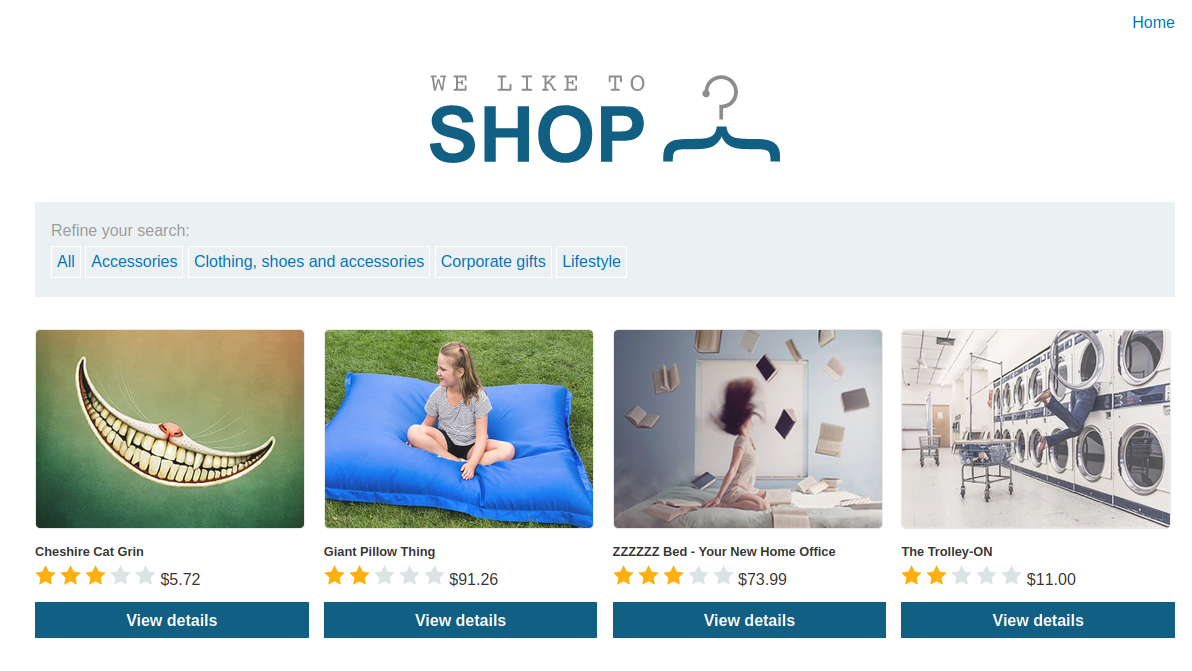 Home
WE LIKE TO
SHOP
Refine your search:
All Accessories Clothing, shoes and accessories Corporate gifts Lifestyle
Cheshire Cat Grin Giant Pillow Thing ZZZZZZ Bed - Your New Home Office The Trolley-ON
$5.72 $91.26 $73.99 $11.00
View details View details View details View details